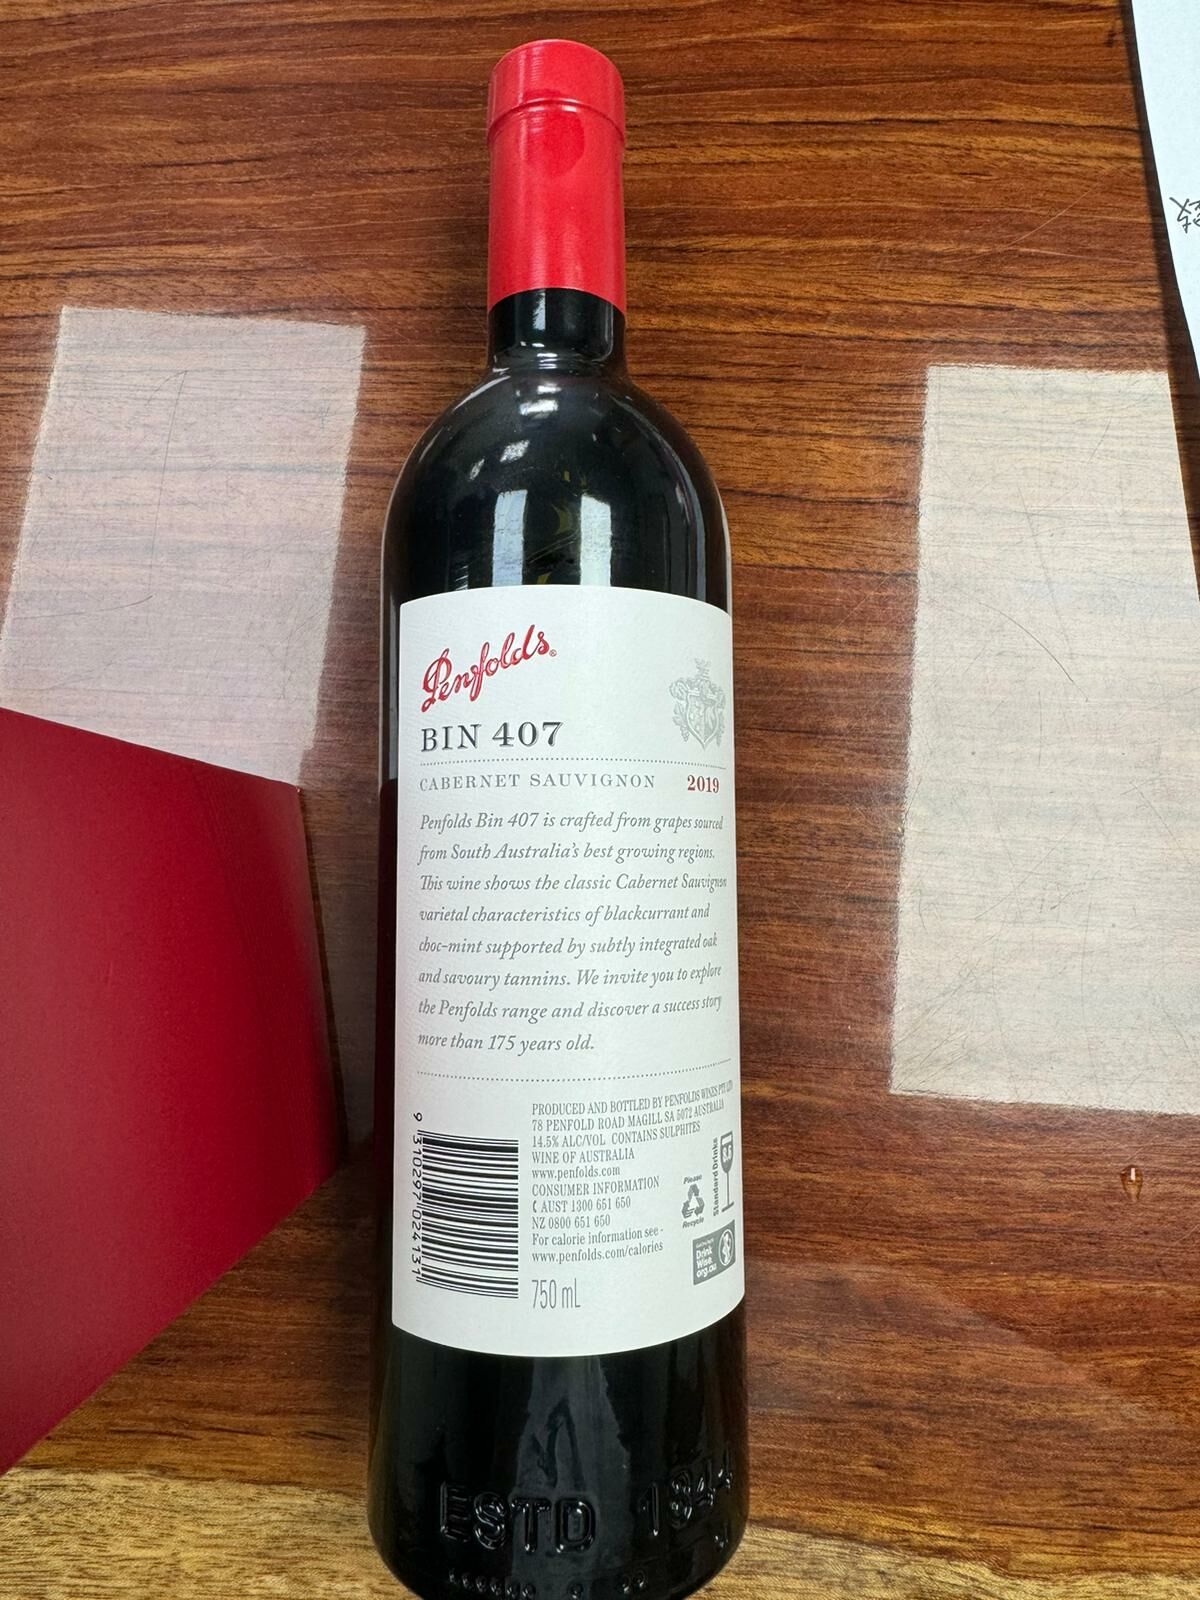 Penfolds®
BIN 407
CABERNET SAUVIGNON 2019
Penfolds Bin 407 is crafted from grapes sourced
from South Australia's best growing regions.
This wine shows the classic Cabernet Sauvignon
varietal characteristics of blackcurrant and
choc-mint supported by subtly integrated oak
and savoury tannins. We invite you to explore
the Penfolds range and discover a success story
more than 175 years old.
PRODUCED AND BOTTLED BY PENFOLDS WINES PTY LTD
78 PENFOLD ROAD MAGILL SA 5072 AUSTRALIA
14.5% ALC/VOL CONTAINS SULPHITES
WINE OF AUSTRALIA
www.penfolds.com
CONSUMER INFORMATION
AUST 1300 651 650
NZ 0800 651 650
For calorie information see -
www.penfolds.com/calories
750 mL
9 310297 024131
Please
Recycle
Standard Drinks
8.6
Drink
Wise
.org.au
ESTD 1844